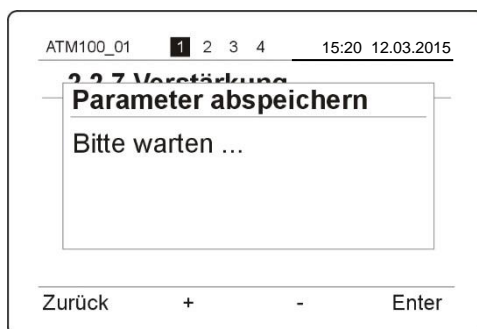 ATM100_01 1 2 3 4 15:20 12.03.2015
2.2.7 Verstärkung
Parameter abspeichern
Bitte warten ...
Zurück + - Enter